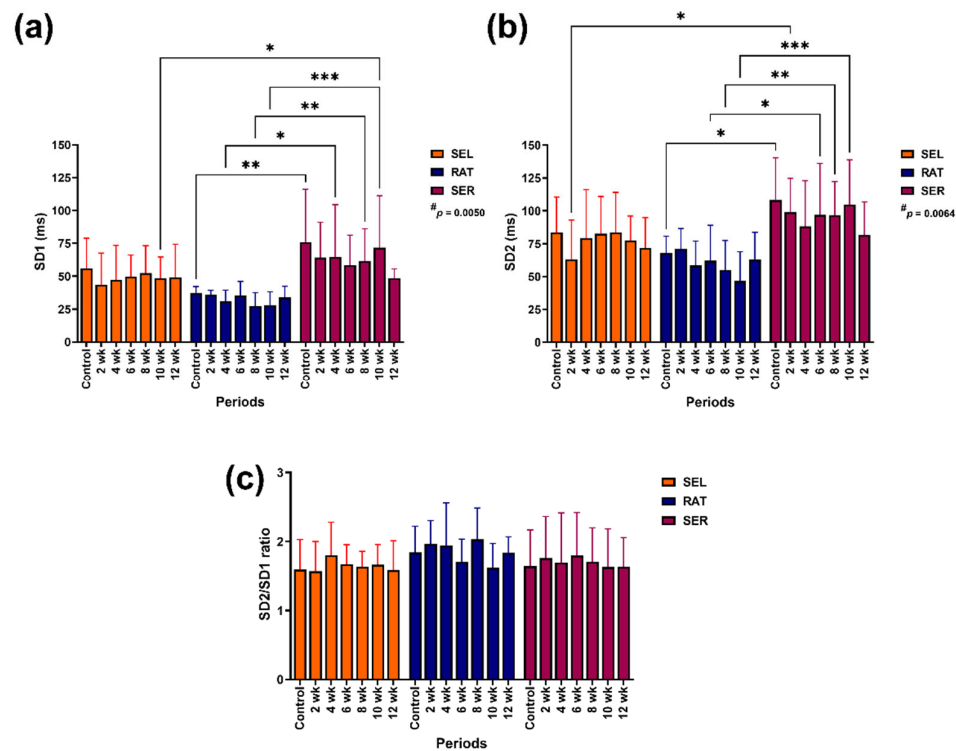 (a)
*
***
**
*
**
SD1 (ms)
150
125
100
75
50
25
0
Control
2 wk
4 wk
6 wk
8 wk
10 wk
12 wk
Control
2 wk
4 wk
6 wk
8 wk
10 wk
12 wk
Control
2 wk
4 wk
6 wk
8 wk
10 wk
12 wk
Periods
SEL
RAT
SER
#p = 0.0050
(b)
*
***
**
*
*
SD2 (ms)
150
125
100
75
50
25
0
Control
2 wk
4 wk
6 wk
8 wk
10 wk
12 wk
Control
2 wk
4 wk
6 wk
8 wk
10 wk
12 wk
Control
2 wk
4 wk
6 wk
8 wk
10 wk
12 wk
Periods
SEL
RAT
SER
#p = 0.0064
(c)
SD2/SD1 ratio
3
2
1
0
Control
2 wk
4 wk
6 wk
8 wk
10 wk
12 wk
Control
2 wk
4 wk
6 wk
8 wk
10 wk
12 wk
Control
2 wk
4 wk
6 wk
8 wk
10 wk
12 wk
Periods
SEL
RAT
SER